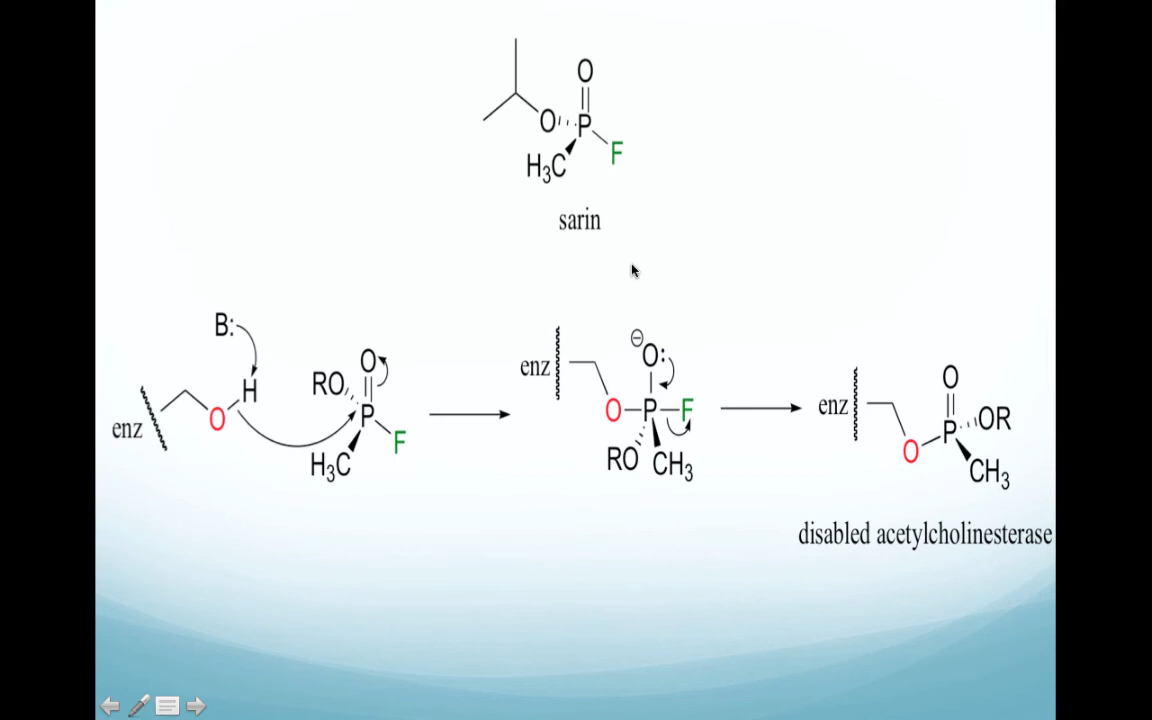 O
O P
H₃C F
sarin
B:
H
enz O
O
RO
P
F
H₃C
⊖
O:
enz
O P F
RO CH₃
enz
O
P OR
O
CH₃
disabled acetylcholinesterase